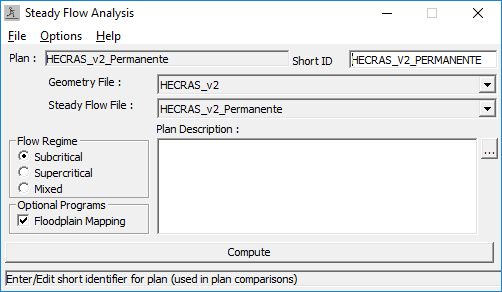 Steady Flow Analysis
File Options Help
Plan : HECRAS_v2_Permanente Short ID HECRAS_V2_PERMANENTE
Geometry File : HECRAS_v2
Steady Flow File : HECRAS_v2_Permanente
Plan Description :
Flow Regime
Subcritical
Supercritical
Mixed
...
Optional Programs
Floodplain Mapping
Compute
Enter/Edit short identifier for plan (used in plan comparisons)